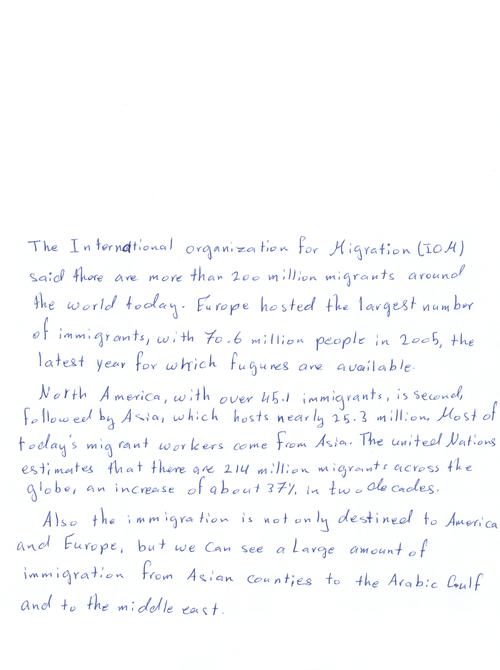 The International organization for Migration (IOM)
said there are more than 200 million migrants around
the world today. Europe hosted the largest number
of immigrants, with 70.6 million people in 2005, the
latest year for which fugures are available.
North America, with over 45.1 immigrants, is second,
followed by Asia, which hosts nearly 25.3 million. Most of
today's migrant workers come from Asia. The united Nations
estimates that there are 214 million migrants across the
globe, an increase of about 37% in two decades.
Also the immigration is not only destined to America
and Europe, but we can see a Large amount of
immigration from Asian counties to the Arabic Gulf
and to the middle east.